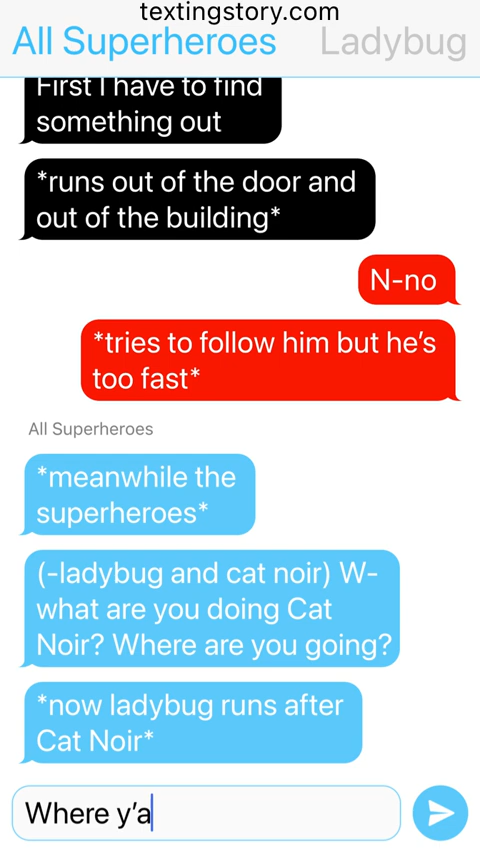 textingstory.com
All Superheroes
Ladybug
First I have to find
something out
*runs out of the door and
out of the building*
N-no
*tries to follow him but he’s
too fast*
All Superheroes
*meanwhile the
superheroes*
(-ladybug and cat noir) W-
what are you doing Cat
Noir? Where are you going?
*now ladybug runs after
Cat Noir*
Where y’a